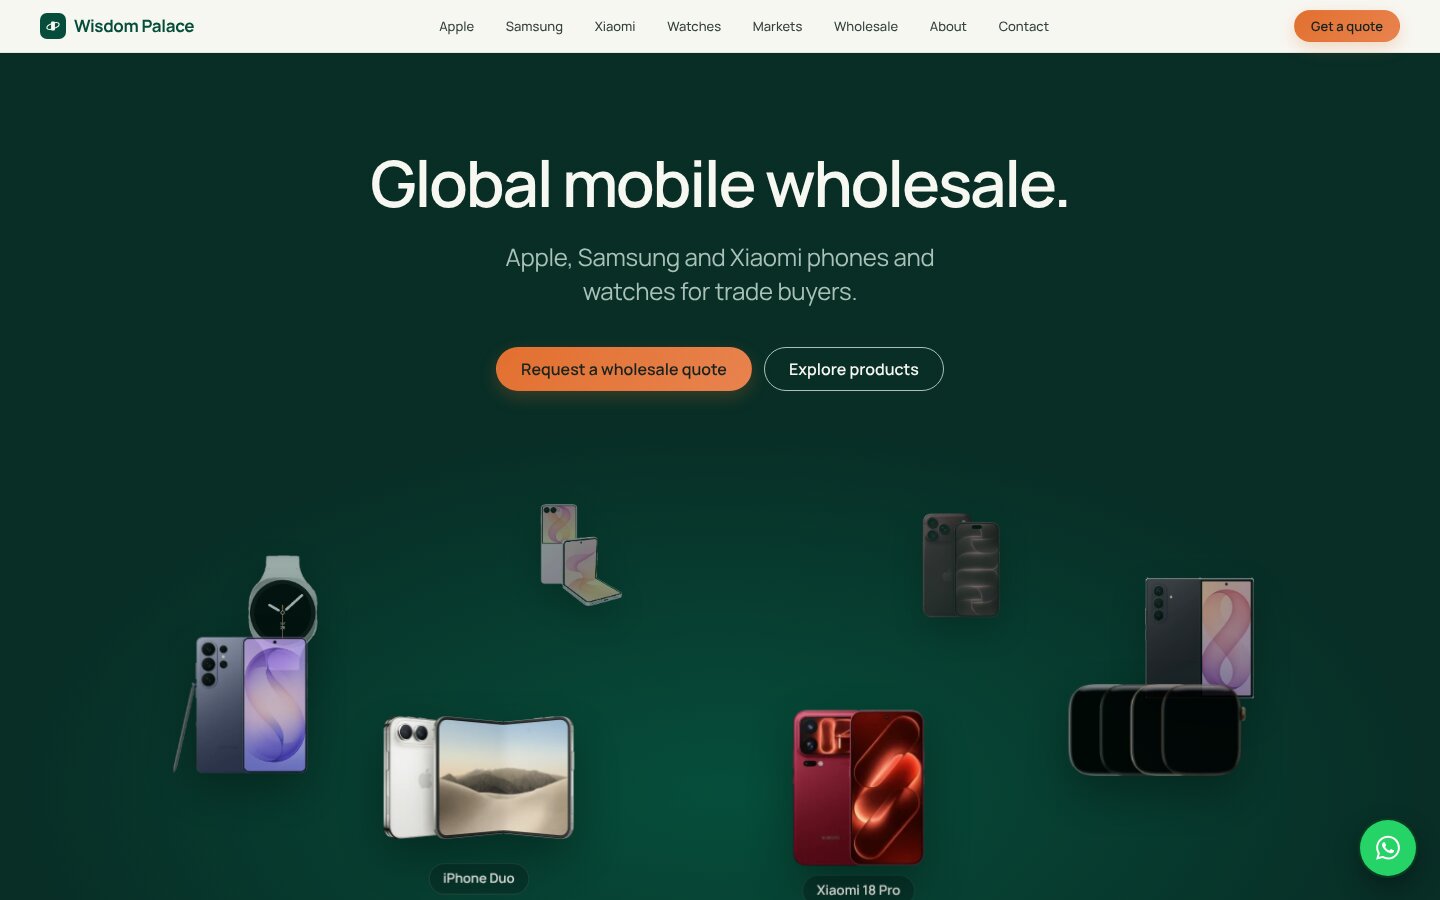 Wisdom Palace
Apple
Samsung
Xiaomi
Watches
Markets
Wholesale
About
Contact
Get a quote
Global mobile wholesale.
Apple, Samsung and Xiaomi phones and
watches for trade buyers.
Request a wholesale quote
Explore products
iPhone Duo
Xiaomi 18 Pro